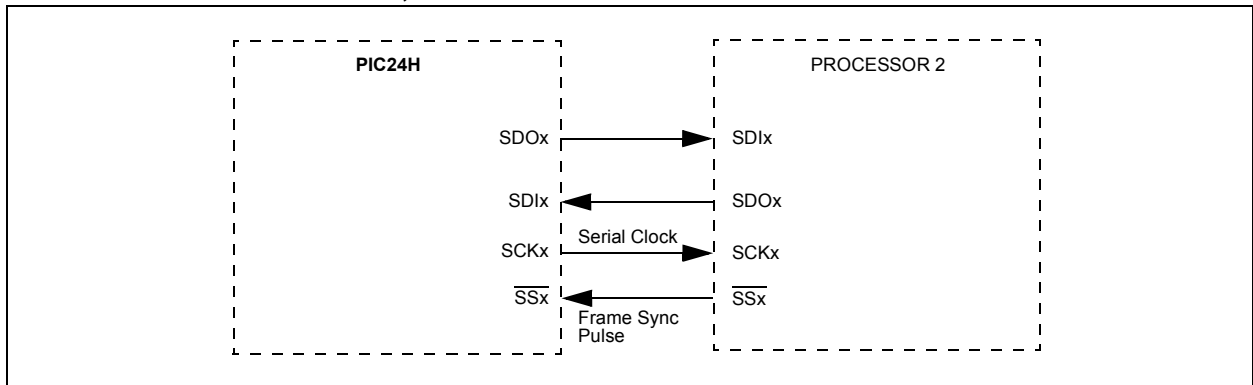 PIC24H
PROCESSOR 2
SDOx
SDIx
SDIx
SDOx
SCKx
Serial Clock
SCKx
SSx
Frame Sync
Pulse
SSx